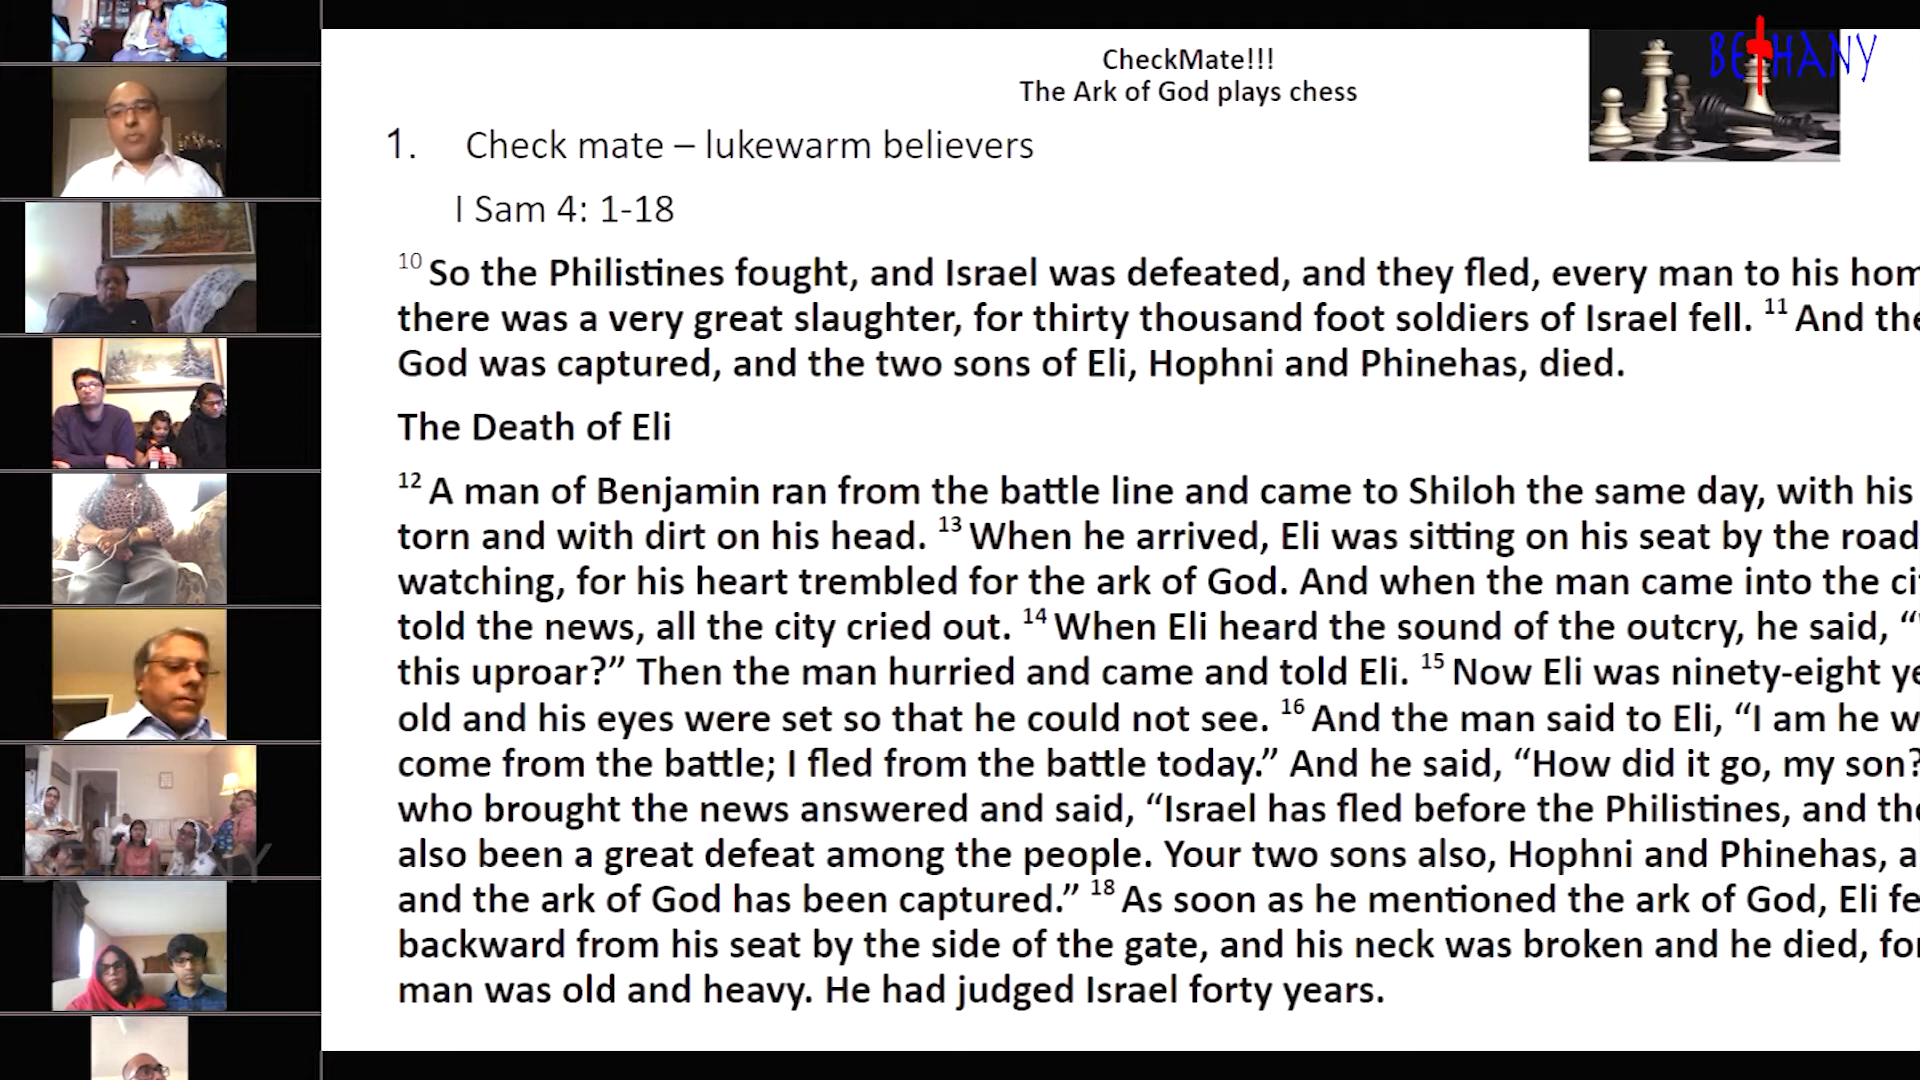 BETHANY
CheckMate!!!
The Ark of God plays chess
1. Check mate – lukewarm believers
I Sam 4: 1-18
10 So the Philistines fought, and Israel was defeated, and they fled, every man to his
there was a very great slaughter, for thirty thousand foot soldiers of Israel fell. 11 And
God was captured, and the two sons of Eli, Hophni and Phinehas, died.
The Death of Eli
12 A man of Benjamin ran from the battle line and came to Shiloh the same day, with his
torn and with dirt on his head. 13 When he arrived, Eli was sitting on his seat by the road
watching, for his heart trembled for the ark of God. And when the man came into the
told the news, all the city cried out. 14 When Eli heard the sound of the outcry, he said, “
this uproar?” Then the man hurried and came and told Eli. 15 Now Eli was ninety-eight
old and his eyes were set so that he could not see. 16 And the man said to Eli, “I am he
come from the battle; I fled from the battle today.” And he said, “How did it go, my son?
who brought the news answered and said, “Israel has fled before the Philistines, and
also been a great defeat among the people. Your two sons also, Hophni and Phinehas,
and the ark of God has been captured.” 18 As soon as he mentioned the ark of God, Eli
backward from his seat by the side of the gate, and his neck was broken and he died, for
man was old and heavy. He had judged Israel forty years.